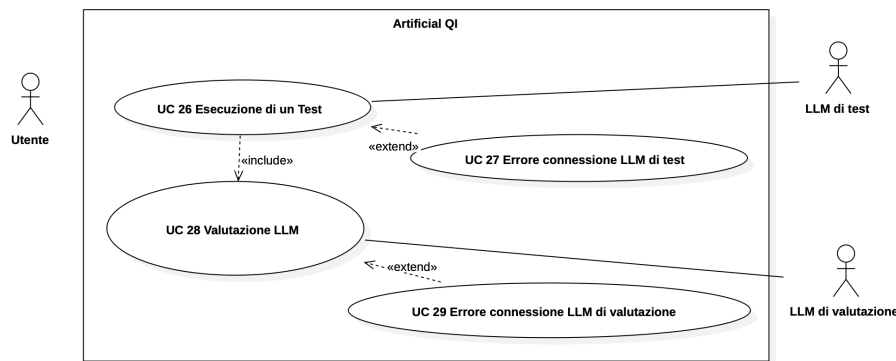 Artificial QI
UC 26 Esecuzione di un Test
LLM di test
Utente
«extend»
UC 27 Errore connessione LLM di test
«include»
UC 28 Valutazione LLM
«extend»
UC 29 Errore connessione LLM di valutazione
LLM di valutazione